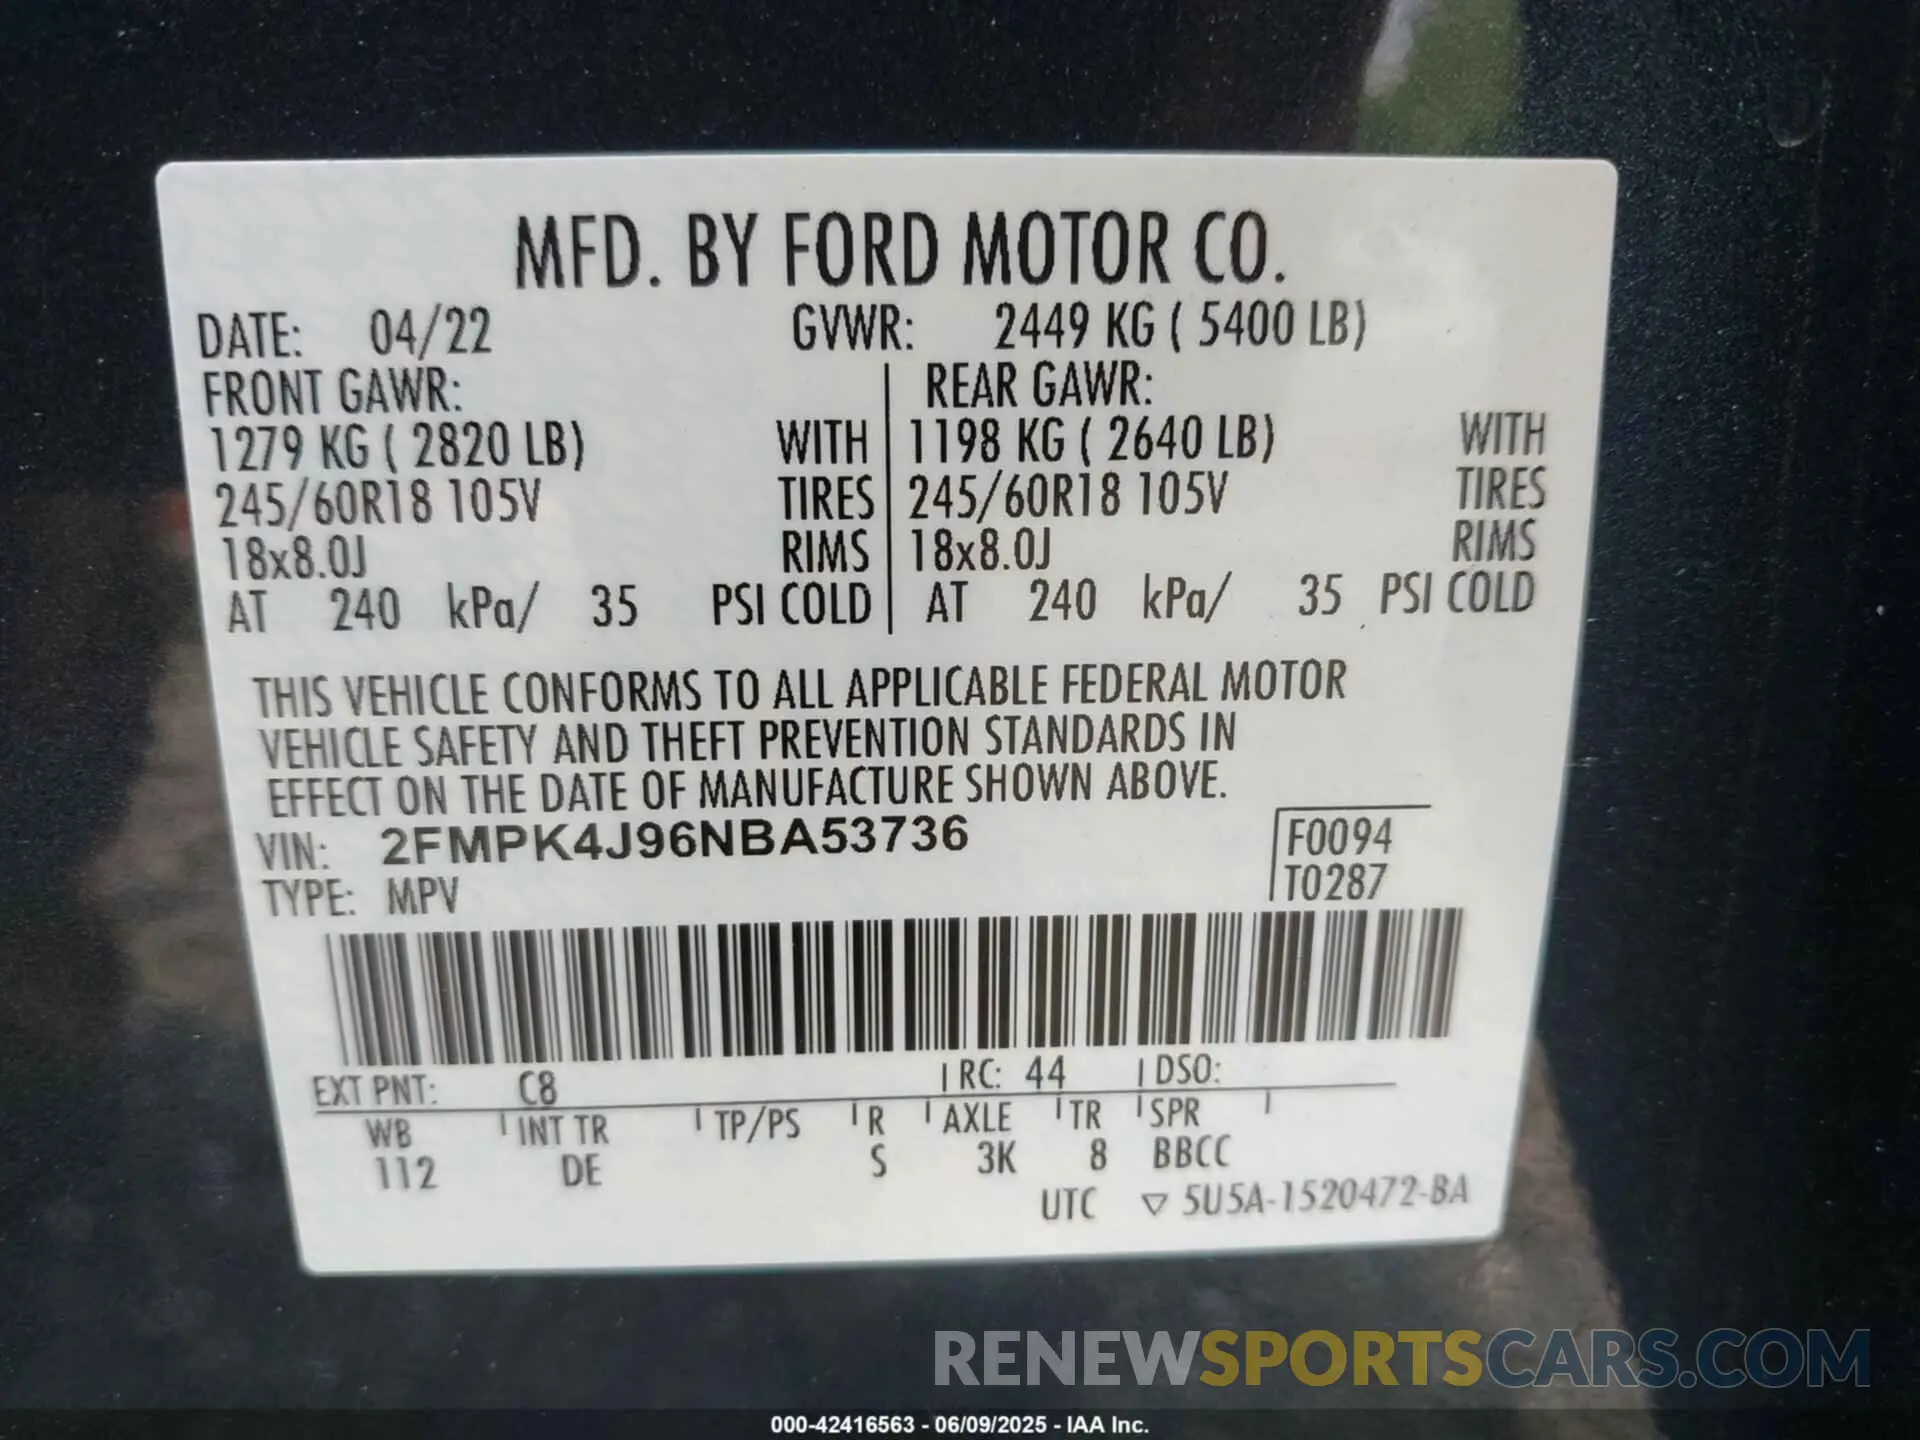 MFD. BY FORD MOTOR CO.
DATE: 04/22 GVWR: 2449 KG ( 5400 LB)
FRONT GAWR: REAR GAWR:
1279 KG ( 2820 LB) WITH 1198 KG ( 2640 LB) WITH
245/60R18 105V TIRES 245/60R18 105V TIRES
18x8.0J RIMS 18x8.0J RIMS
AT 240 kPa/ 35 PSI COLD AT 240 kPa/ 35 PSI COLD
THIS VEHICLE CONFORMS TO ALL APPLICABLE FEDERAL MOTOR
VEHICLE SAFETY AND THEFT PREVENTION STANDARDS IN
EFFECT ON THE DATE OF MANUFACTURE SHOWN ABOVE.
VIN: 2FMPK4J96NBA53736 F0094
TYPE: MPV T0287
EXT PNT: C8 RC: 44 DSO:
WB INT TR TP/PS R AXLE TR SPR
112 DE S 3K 8 BBCC
UTC ▽ 5U5A-1520472-BA
RENEWSPORTSCARS.COM
000-42416563 - 06/09/2025 - IAA Inc.